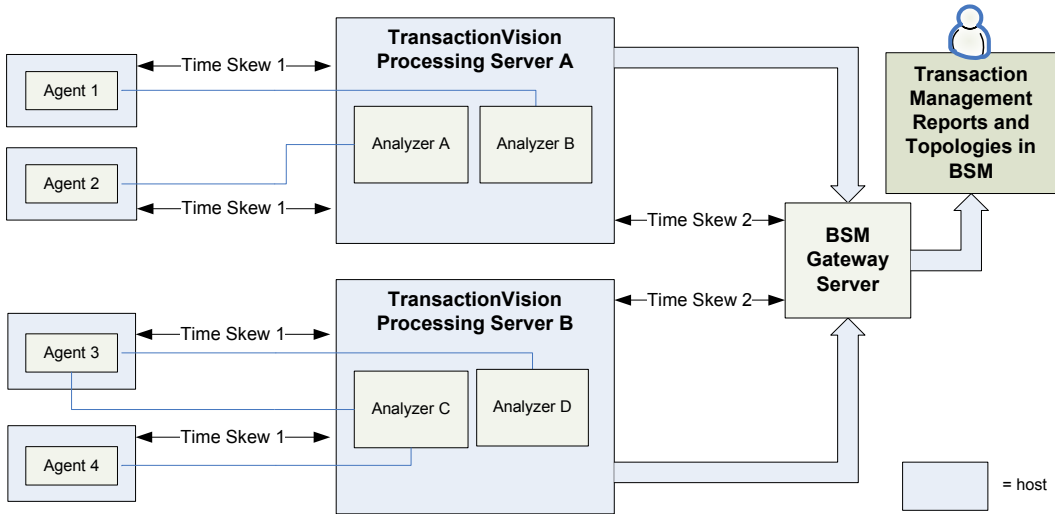 TransactionVision
Processing Server A
Time Skew 1
Agent 1
Analyzer A
Analyzer B
Agent 2
Time Skew 1
Time Skew 2
Transaction
Management
Reports and
Topologies in
BSM
BSM
Gateway
Server
TransactionVision
Processing Server B
Time Skew 2
Time Skew 1
Agent 3
Analyzer C
Analyzer D
Time Skew 1
Agent 4
= host